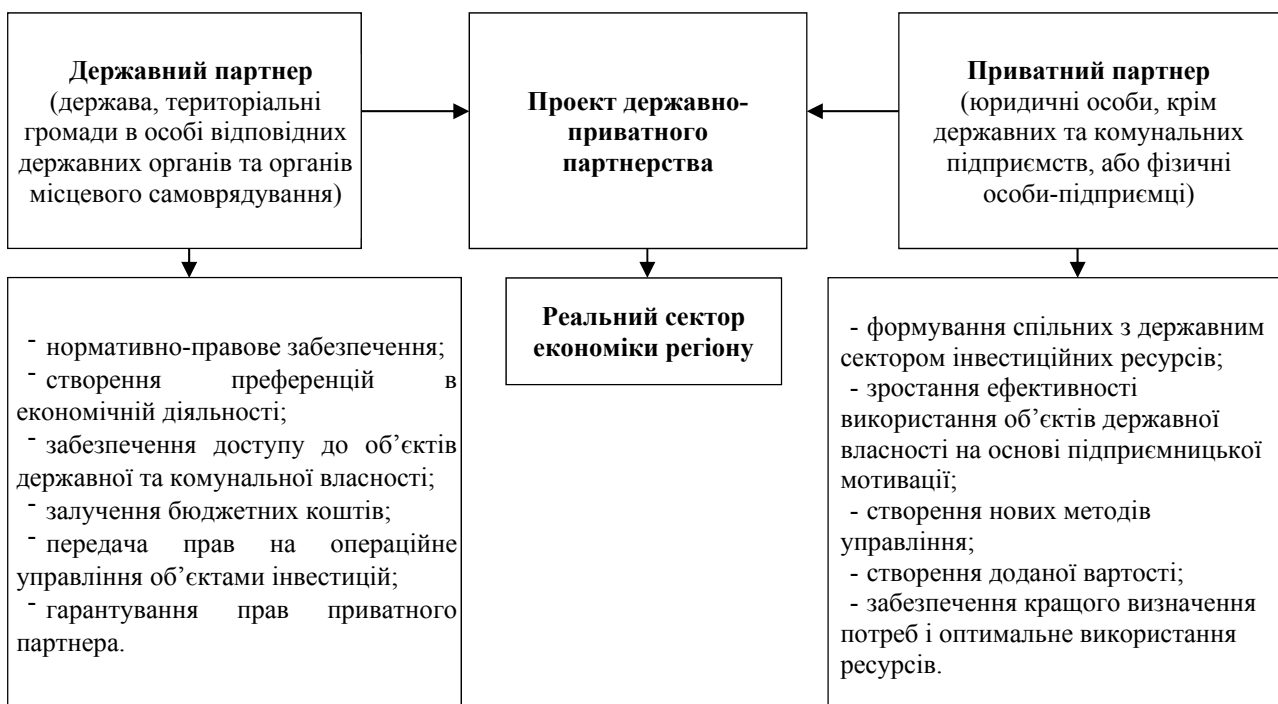 Державний партнер
(держава, територіальні
громади в особі відповідних
державних органів та органів
місцевого самоврядування)
Проект державно-
приватного
партнерства
Приватний партнер
(юридичні особи, крім
державних та комунальних
підприємств, або фізичні
особи-підприємці)
- нормативно-правове забезпечення;
- створення преференцій в
економічній діяльності;
- забезпечення доступу до об’єктів
державної та комунальної власності;
- залучення бюджетних коштів;
- передача прав на операційне
управління об’єктами інвестицій;
- гарантування прав приватного
партнера.
Реальний сектор
економіки регіону
- формування спільних з державним
сектором інвестиційних ресурсів;
- зростання ефективності
використання об’єктів державної
власності на основі підприємницької
мотивації;
- створення нових методів
управління;
- створення доданої вартості;
- забезпечення кращого визначення
потреб і оптимальне використання
ресурсів.